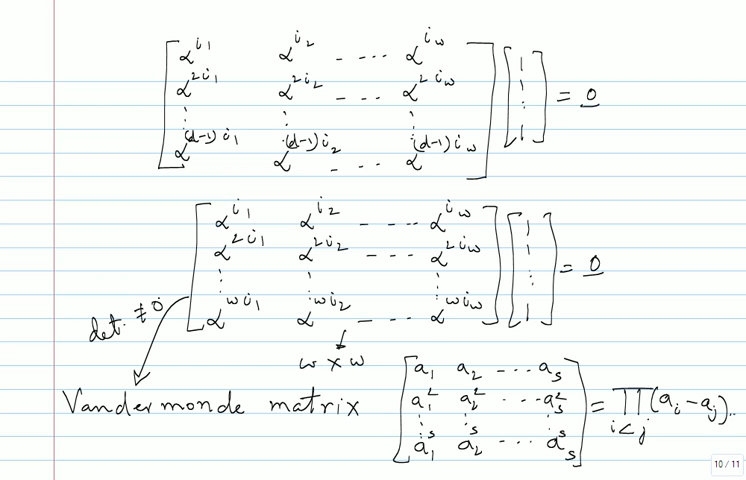 [α^{i_1} α^{i_2} - - - - α^{i_w}
α^{2i_1} α^{2i_2} - - - α^{2i_w}
⋮ ⋮ ⋮
α^{(d-1)i_1} α^{(d-1)i_2} - - - α^{(d-1)i_w}] [1 1 ⋮ 1] = 0
[α^{i_1} α^{i_2} - - - - α^{i_w}
α^{2i_1} α^{2i_2} - - - α^{2i_w}
⋮ ⋮ ⋮
α^{wi_1} α^{wi_2} - - - α^{wi_w}] [1 1 ⋮ 1] = 0
det. ≠ 0
w x w
Vandermonde matrix
[a_1 a_2 ··· a_s
a_1^2 a_2^2 ··· a_s^2
⋮ ⋮ ⋮
a_1^s a_2^s ··· a_s^s] = ∏_{i<j} (a_i - a_j)..
10 / 11